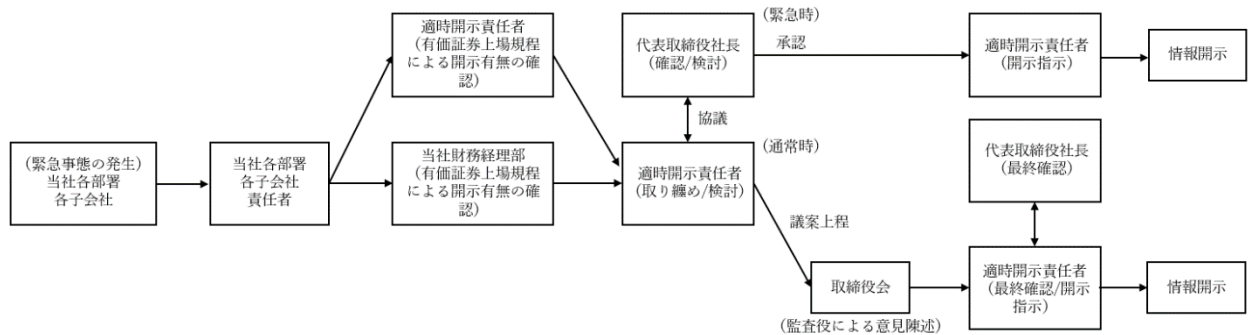 （緊急事態の発生）
当社各部署
各子会社
当社各部署
各子会社
責任者
適時開示責任者
（有価証券上場規程
による開示有無の確
認）
当社財務経理部
（有価証券上場規程
による開示有無の確
認）
代表取締役社長
（確認/検討）
協議
適時開示責任者
（取り纏め/検討）
（緊急時）
承認
適時開示責任者
（開示指示）
情報開示
（通常時）
議案上程
取締役会
（監査役による意見陳述）
代表取締役社長
（最終確認）
適時開示責任者
（最終確認/開示
指示）
情報開示